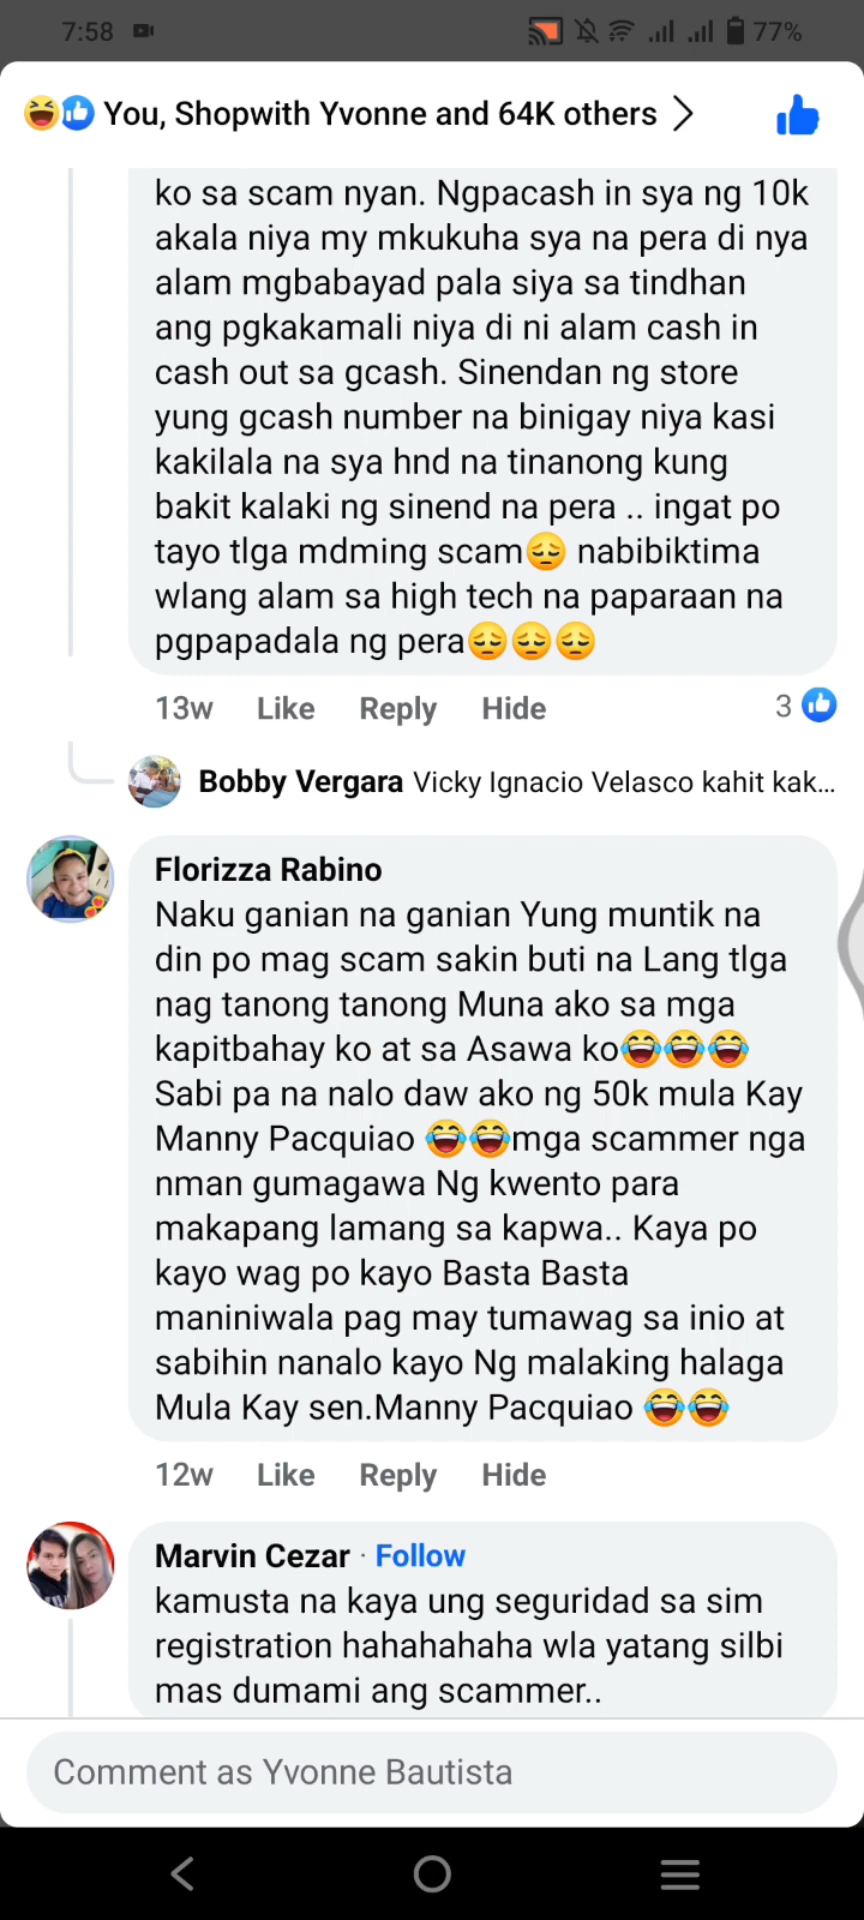 7:58
77%
You, Shopwith Yvonne and 64K others
ko sa scam nyan. Ngpacash in sya ng 10k
akala niya my mkukuha sya na pera di nya
alam mgbabayad pala siya sa tindhan
ang pgkakamali niya di ni alam cash in
cash out sa gcash. Sinendan ng store
yung gcash number na binigay niya kasi
kakilala na sya hnd na tinanong kung
bakit kalaki ng sinend na pera .. ingat po
tayo tlga mdming scam😔 nabibiktima
wlang alam sa high tech na paparaan na
pgpapadala ng pera😔😔😔
13w Like Reply Hide 3
Bobby Vergara Vicky Ignacio Velasco kahit kak...
Florizza Rabino
Naku ganian na ganian Yung muntik na
din po mag scam sakin buti na Lang tlga
nag tanong tanong Muna ako sa mga
kapitbahay ko at sa Asawa ko😂😂😂
Sabi pa na nalo daw ako ng 50k mula Kay
Manny Pacquiao 😂😂mga scammer nga
nman gumagawa Ng kwento para
makapang lamang sa kapwa.. Kaya po
kayo wag po kayo Basta Basta
maniniwala pag may tumawag sa inio at
sabihin nanalo kayo Ng malaking halaga
Mula Kay sen.Manny Pacquiao 😂😂
12w Like Reply Hide
Marvin Cezar · Follow
kamusta na kaya ung seguridad sa sim
registration hahahahaha wla yatang silbi
mas dumami ang scammer..
Comment as Yvonne Bautista